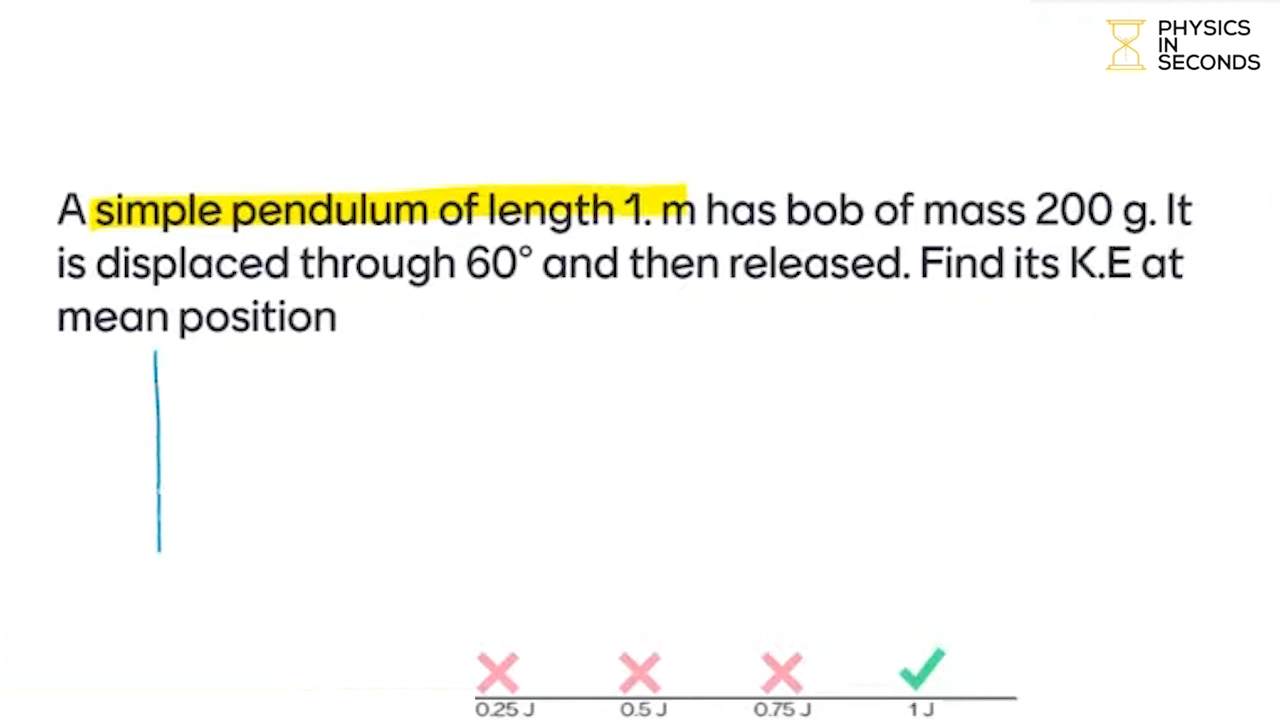 PHYSICS
IN
SECONDS
A simple pendulum of length 1. m has bob of mass 200 g. It
is displaced through 60° and then released. Find its K.E at
mean position
0.25 J 0.5 J 0.75 J 1 J